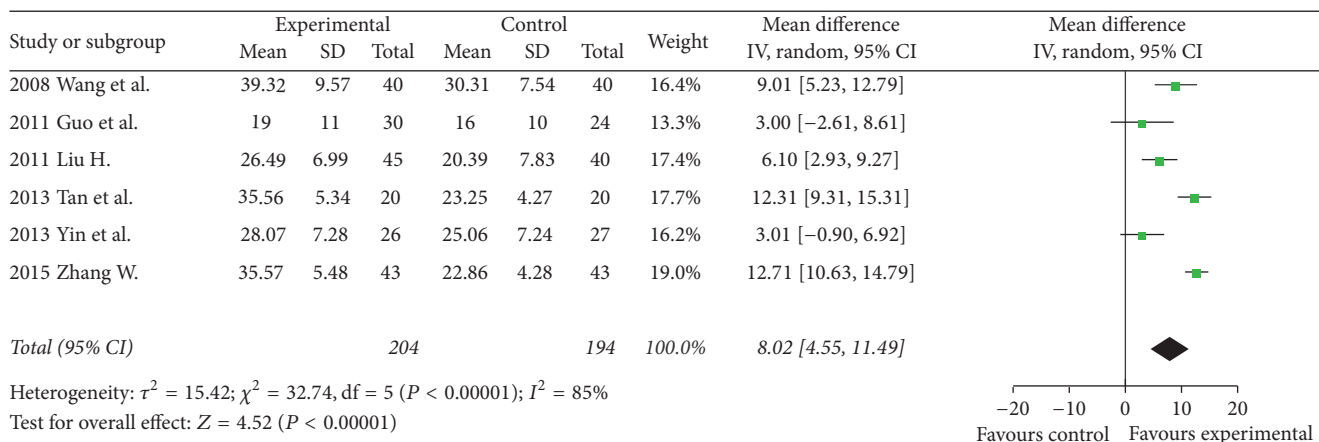 Study or subgroup Experimental Control Weight Mean difference Mean difference
Mean SD Total Mean SD Total IV, random, 95% CI IV, random, 95% CI
2008 Wang et al. 39.32 9.57 40 30.31 7.54 40 16.4% 9.01 [5.23, 12.79]
2011 Guo et al. 19 11 30 16 10 24 13.3% 3.00 [−2.61, 8.61]
2011 Liu H. 26.49 6.99 45 20.39 7.83 40 17.4% 6.10 [2.93, 9.27]
2013 Tan et al. 35.56 5.34 20 23.25 4.27 20 17.7% 12.31 [9.31, 15.31]
2013 Yin et al. 28.07 7.28 26 25.06 7.24 27 16.2% 3.01 [−0.90, 6.92]
2015 Zhang W. 35.57 5.48 43 22.86 4.28 43 19.0% 12.71 [10.63, 14.79]
Total (95% CI) 204 194 100.0% 8.02 [4.55, 11.49]
Heterogeneity: τ² = 15.42; χ² = 32.74, df = 5 (P < 0.00001); I² = 85%
Test for overall effect: Z = 4.52 (P < 0.00001)
−20 −10 0 10 20
Favours control Favours experimental